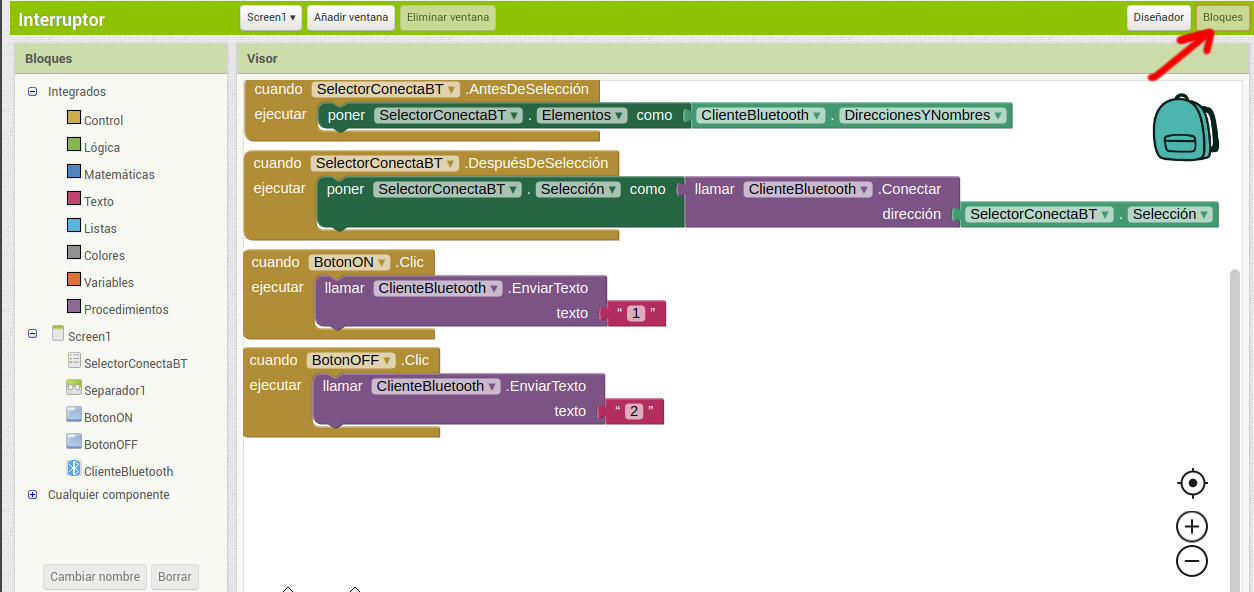 Interruptor Screen1 ▾ Añadir ventana Eliminar ventana Diseñador Bloques
Bloques
Integrados
Control
Lógica
Matemáticas
Texto
Listas
Colores
Variables
Procedimientos
Screen1
SelectorConectaBT
Separador1
BotonON
BotonOFF
ClienteBluetooth
Cualquier componente
Cambiar nombre Borrar
Visor
cuando SelectorConectaBT ▾ .AntesDeSelección
ejecutar poner SelectorConectaBT ▾ . Elementos ▾ como ClienteBluetooth ▾ . DireccionesYNombres ▾
cuando SelectorConectaBT ▾ .DespuésDeSelección
ejecutar poner SelectorConectaBT ▾ . Selección ▾ como llamar ClienteBluetooth ▾ .Conectar
dirección SelectorConectaBT ▾ . Selección ▾
cuando BotonON ▾ .Clic
ejecutar llamar ClienteBluetooth ▾ .EnviarTexto
texto “ 1 ”
cuando BotonOFF ▾ .Clic
ejecutar llamar ClienteBluetooth ▾ .EnviarTexto
texto “ 2 ”